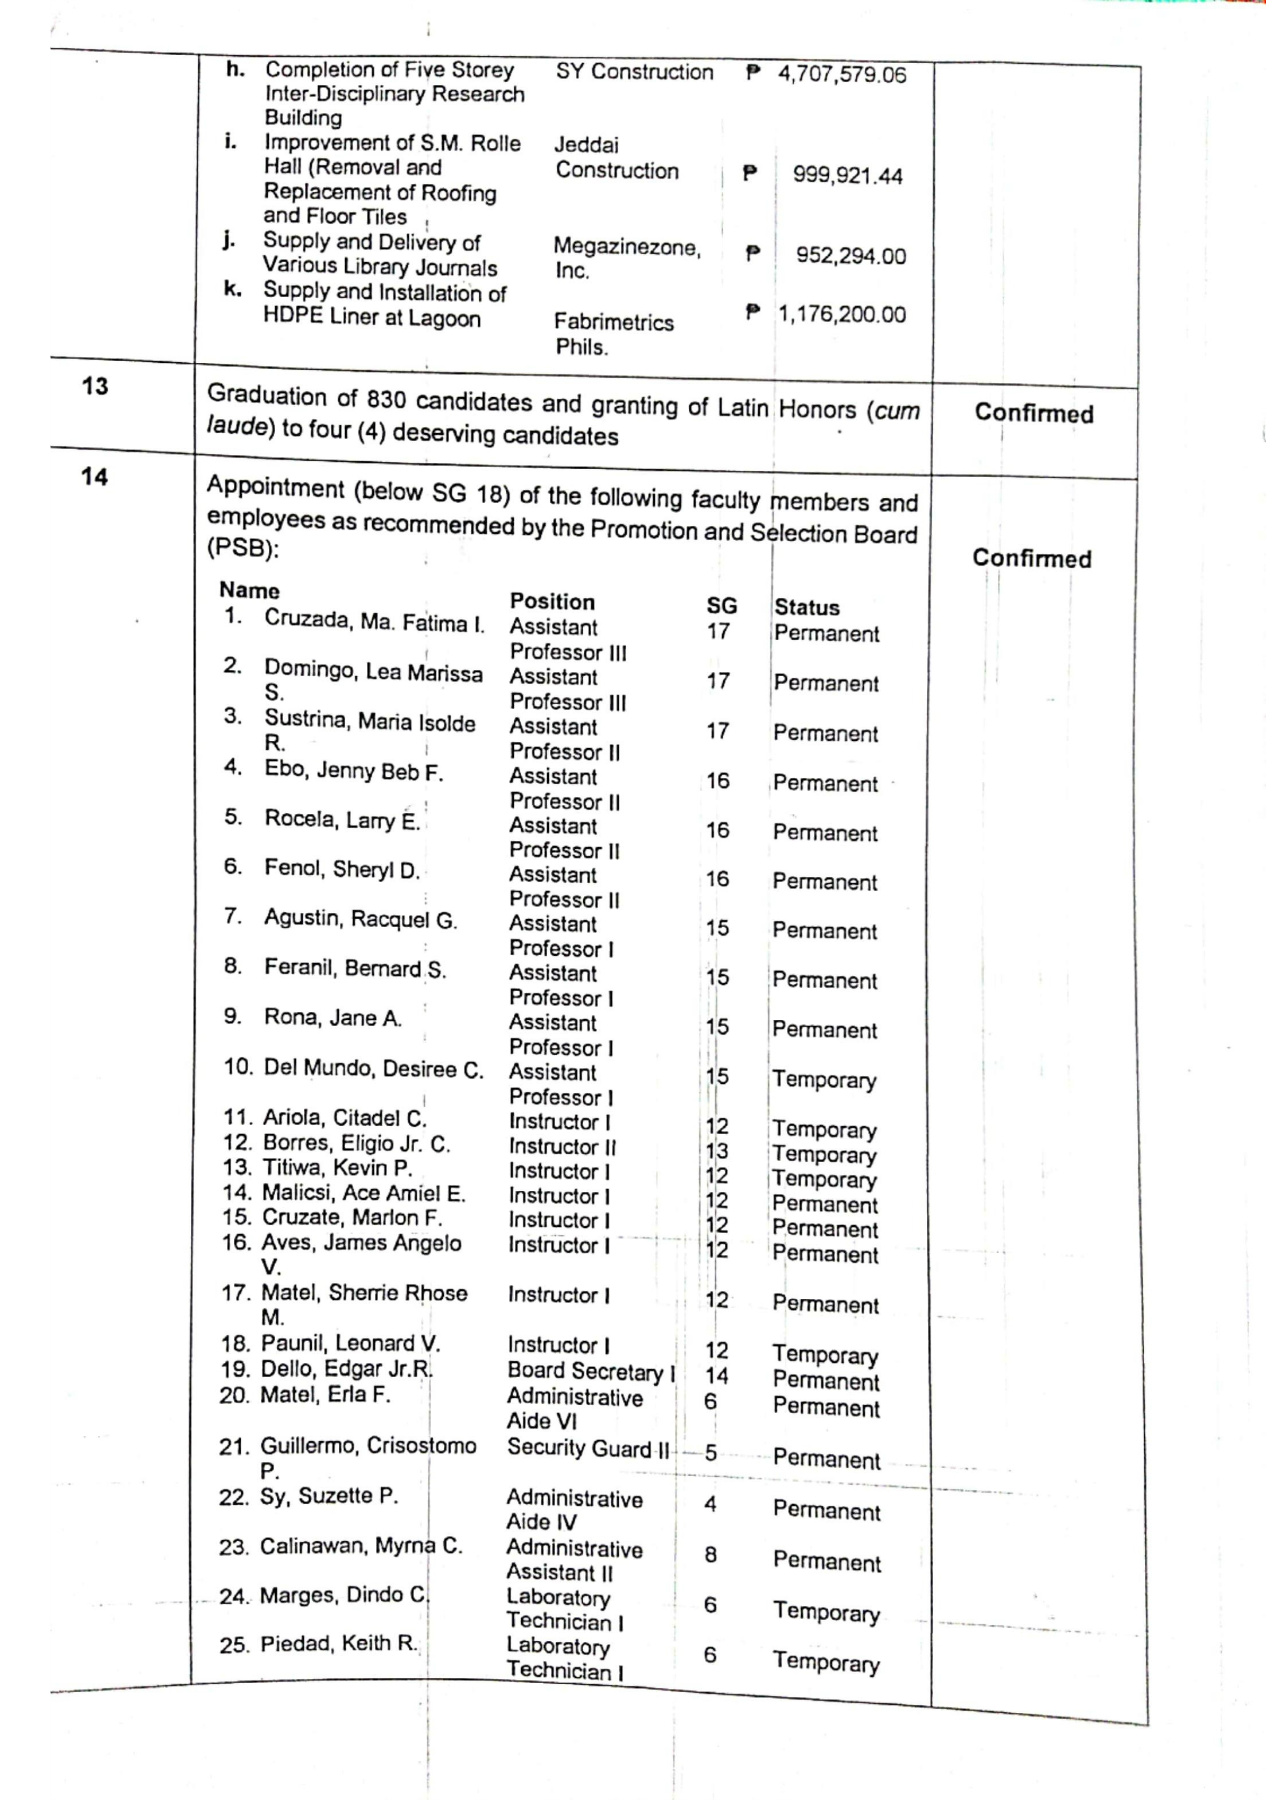 h. Completion of Five Storey SY Construction ₱ 4,707,579.06
Inter-Disciplinary Research
Building
i. Improvement of S.M. Rolle Jeddai
Hall (Removal and Construction ₱ 999,921.44
Replacement of Roofing
and Floor Tiles
j. Supply and Delivery of Megazinezone, ₱ 952,294.00
Various Library Journals Inc.
k. Supply and Installation of
HDPE Liner at Lagoon Fabrimetrics ₱ 1,176,200.00
Phils.
13 Graduation of 830 candidates and granting of Latin Honors (cum Confirmed
laude) to four (4) deserving candidates
14 Appointment (below SG 18) of the following faculty members and
employees as recommended by the Promotion and Selection Board
(PSB): Confirmed
Name Position SG Status
1. Cruzada, Ma. Fatima I. Assistant 17 Permanent
Professor III
2. Domingo, Lea Marissa Assistant 17 Permanent
S. Professor III
3. Sustrina, Maria Isolde Assistant 17 Permanent
R. Professor II
4. Ebo, Jenny Beb F. Assistant 16 Permanent
Professor II
5. Rocela, Larry E. Assistant 16 Permanent
Professor II
6. Fenol, Sheryl D. Assistant 16 Permanent
Professor II
7. Agustin, Racquel G. Assistant 15 Permanent
Professor I
8. Feranil, Bernard S. Assistant 15 Permanent
Professor I
9. Rona, Jane A. Assistant 15 Permanent
Professor I
10. Del Mundo, Desiree C. Assistant 15 Temporary
Professor I
11. Ariola, Citadel C. Instructor I 12 Temporary
12. Borres, Eligio Jr. C. Instructor II 13 Temporary
13. Titiwa, Kevin P. Instructor I 12 Temporary
14. Malicsi, Ace Amiel E. Instructor I 12 Permanent
15. Cruzate, Marlon F. Instructor I 12 Permanent
16. Aves, James Angelo Instructor I 12 Permanent
V.
17. Matel, Sherrie Rhose Instructor I 12 Permanent
M.
18. Paunil, Leonard V. Instructor I 12 Temporary
19. Dello, Edgar Jr.R. Board Secretary I 14 Permanent
20. Matel, Erla F. Administrative 6 Permanent
Aide VI
21. Guillermo, Crisostomo Security Guard II 5 Permanent
P.
22. Sy, Suzette P. Administrative 4 Permanent
Aide IV
23. Calinawan, Myrna C. Administrative 8 Permanent
Assistant II
24. Marges, Dindo C. Laboratory 6 Temporary
Technician I
25. Piedad, Keith R. Laboratory 6 Temporary
Technician I